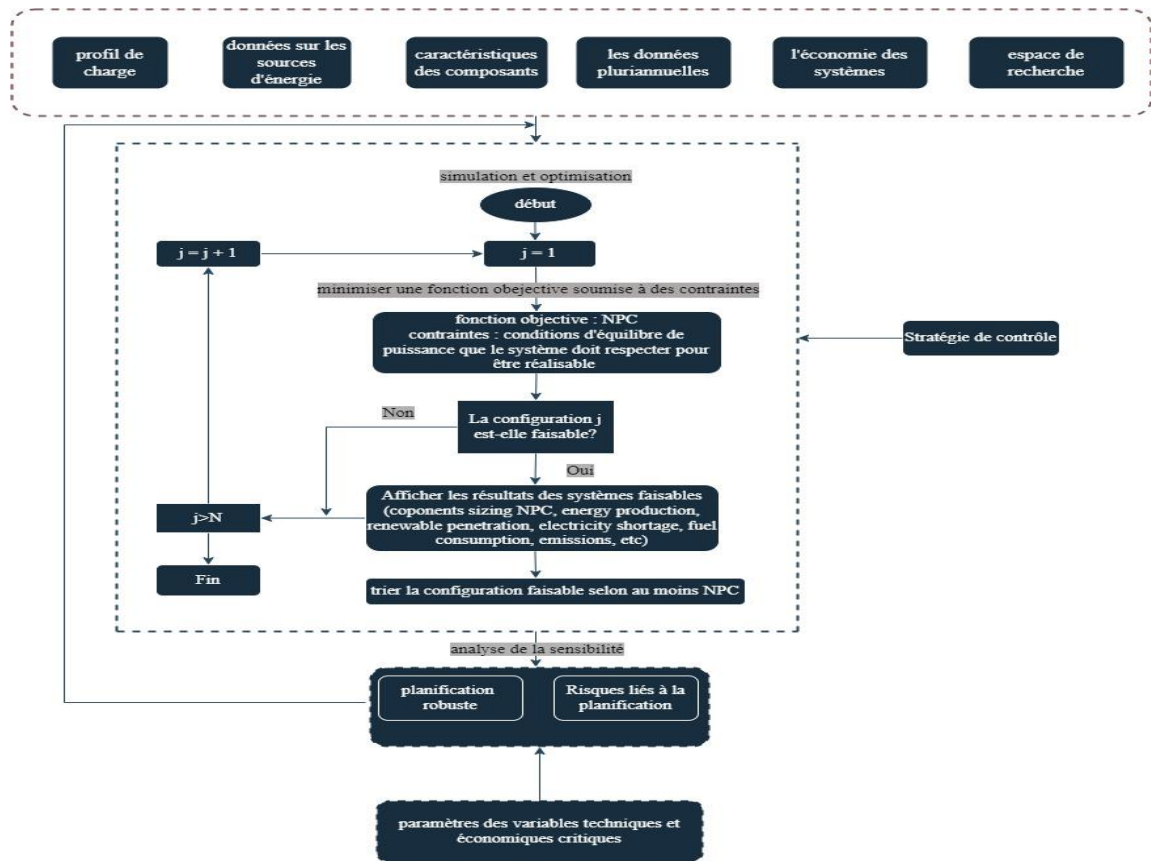 profil de
charge
données sur les
sources
d'énergie
caractéristiques
des composants
les données
pluriannuelles
l'économie des
systèmes
espace de
recherche
simulation et optimisation
début
j = j + 1
j = 1
minimiser une fonction obejective soumise à des contraintes
fonction objective : NPC
contraintes : conditions d'équilibre de
puissance que le système doit respecter pour
être réalisable
Stratégie de contrôle
Non
La configuration j
est-elle faisable?
Oui
Afficher les résultats des systèmes faisables
(coponents sizing NPC, energy production,
renewable penetration, electricity shortage, fuel
consumption, emissions, etc)
j>N
Fin
trier la configuration faisable selon au moins NPC
analyse de la sensibilité
planification
robuste
Risques liés à la
planification
paramètres des variables techniques et
économiques critiques